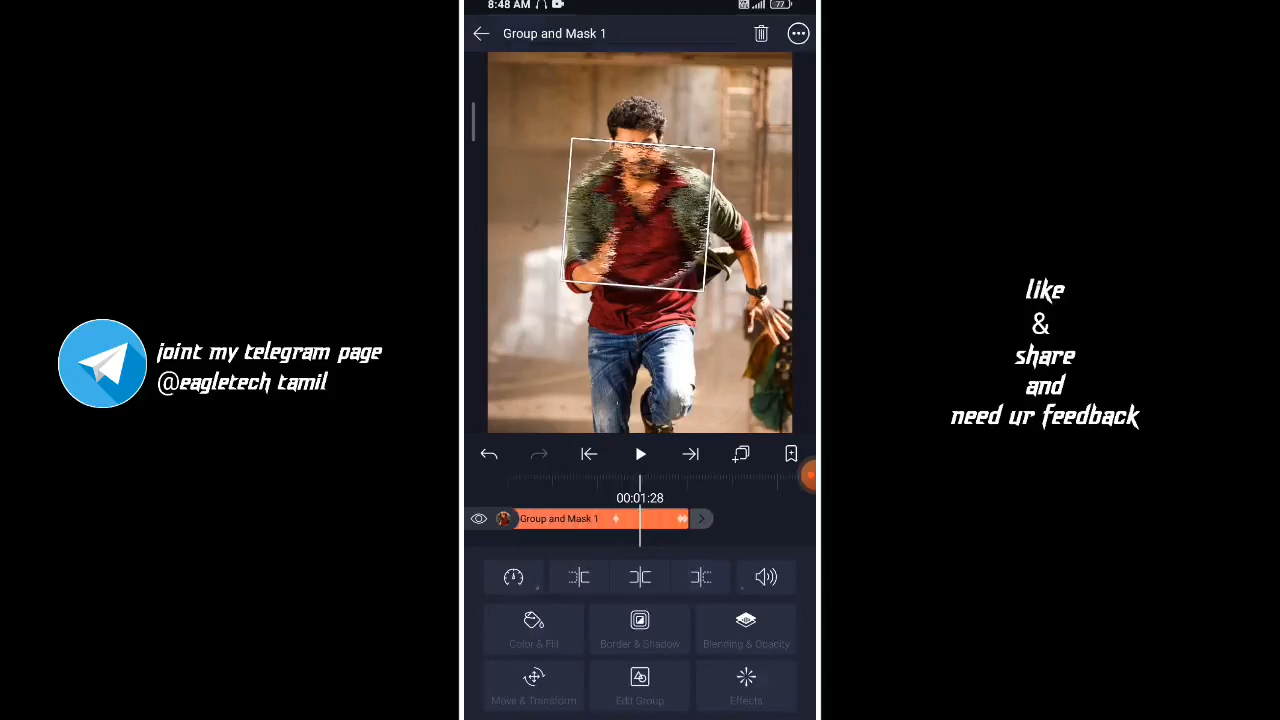 8:48 AM
77
Group and Mask 1
joint my telegram page
@eagletech tamil
like
&
share
and
need ur feedback
00:01:28
Group and Mask 1
Color & Fill
Border & Shadow
Blending & Opacity
Move & Transform
Edit Group
Effects